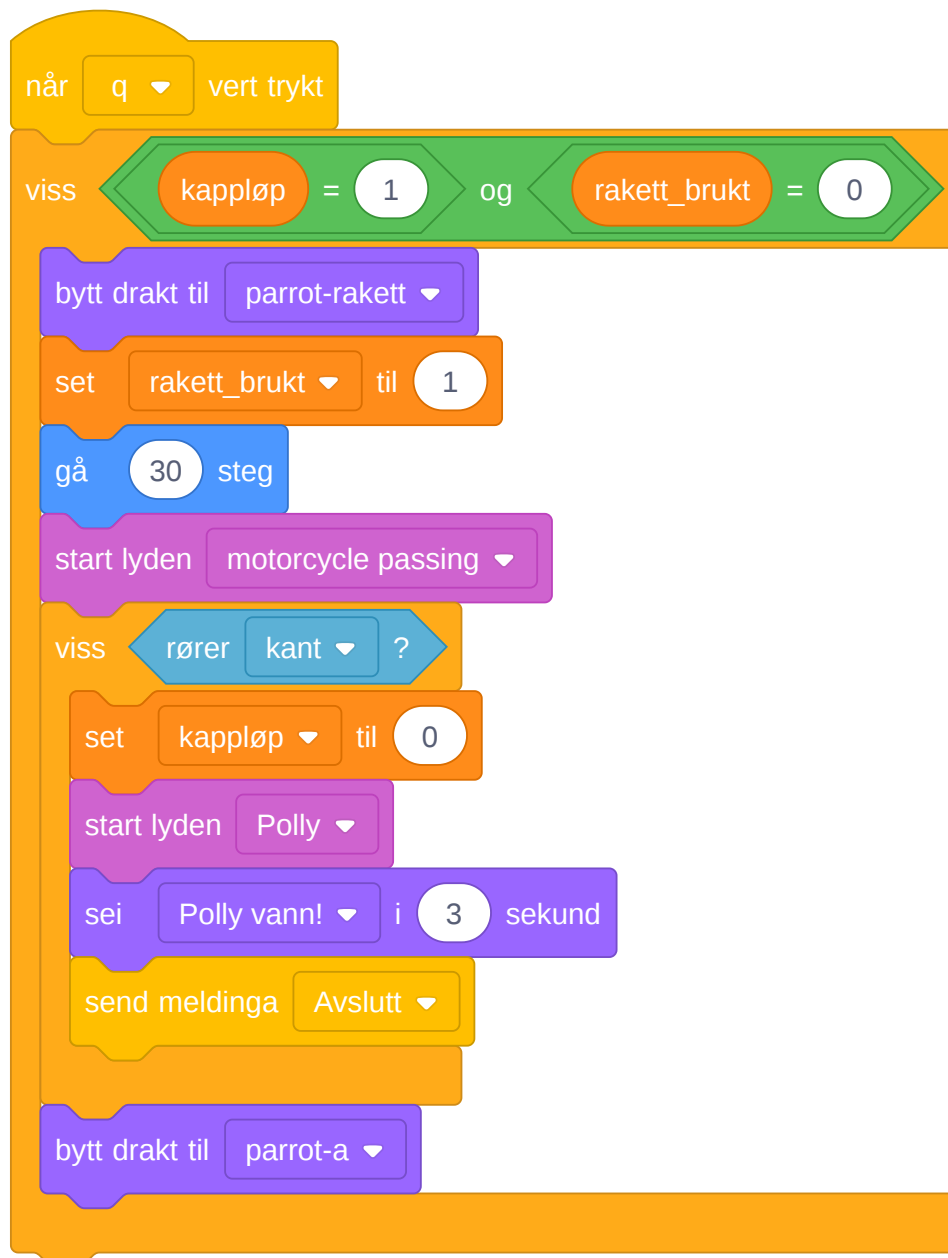 når q vert trykt
viss kappløp = 1 og rakett_brukt = 0
bytt drakt til parrot-rakett
set rakett_brukt til 1
gå 30 steg
start lyden motorcycle passing
viss rører kant ?
set kappløp til 0
start lyden Polly
sei Polly vann! i 3 sekund
send meldinga Avslutt
bytt drakt til parrot-a